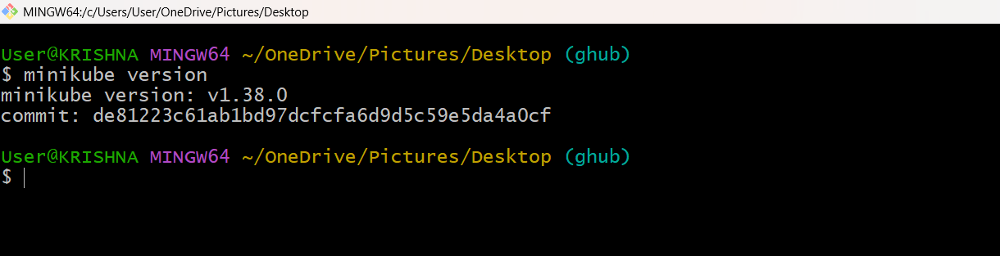 MINGW64:/c/Users/User/OneDrive/Pictures/Desktop
User@KRISHNA MINGW64 ~/OneDrive/Pictures/Desktop (ghub)
$ minikube version
minikube version: v1.38.0
commit: de81223c61ab1bd97dcfcfa6d9d5c59e5da4a0cf
User@KRISHNA MINGW64 ~/OneDrive/Pictures/Desktop (ghub)
$